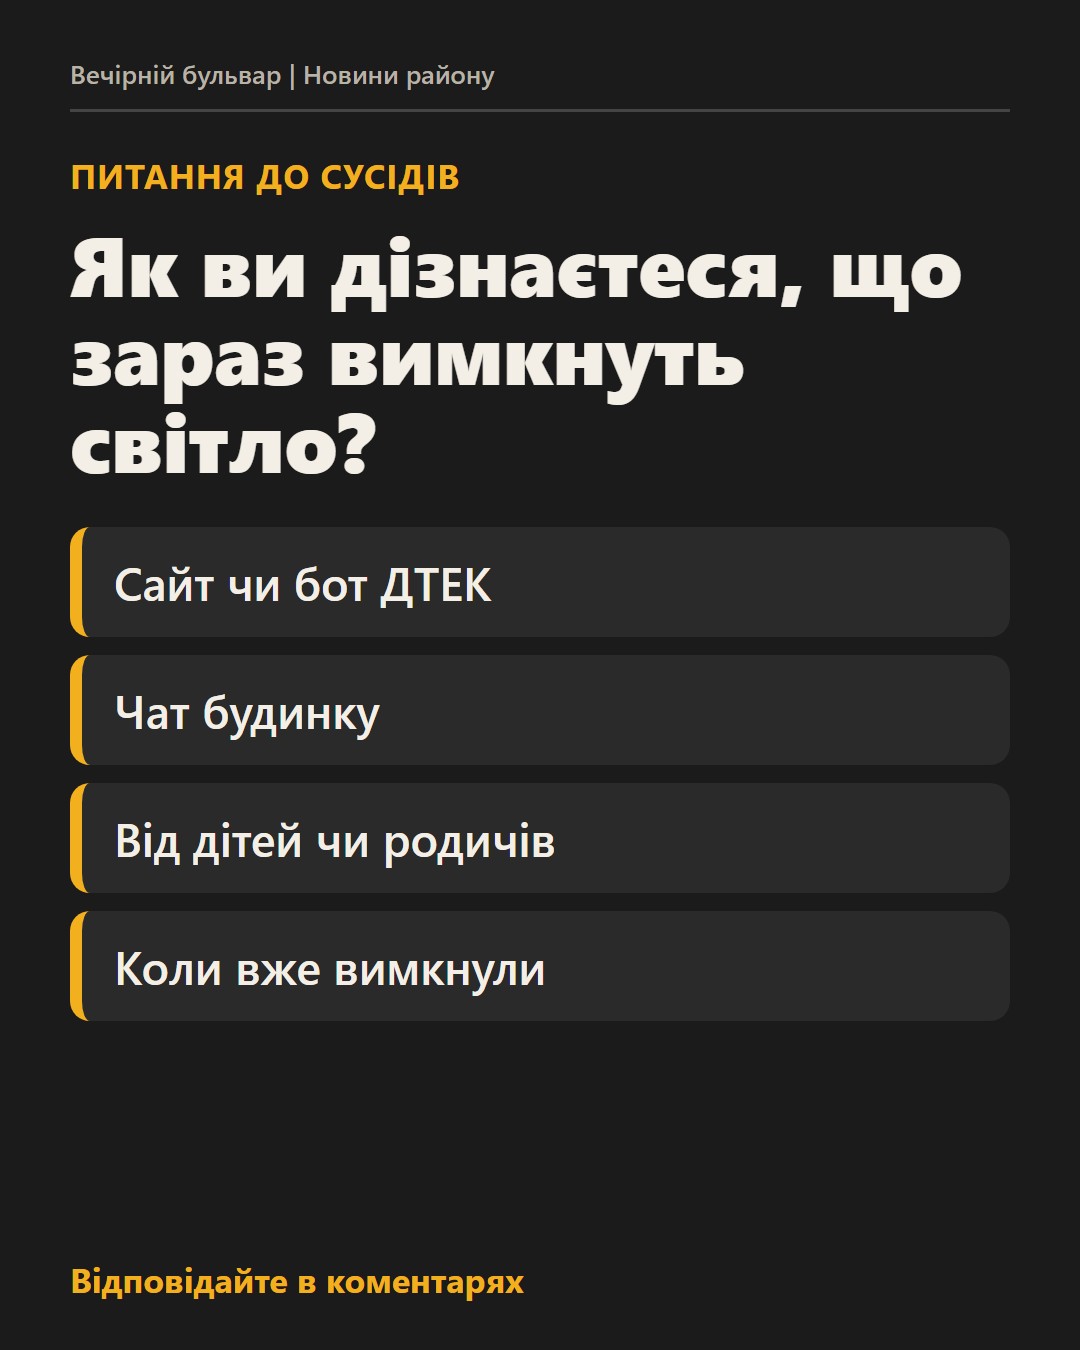 Вечірній бульвар | Новини району
ПИТАННЯ ДО СУСІДІВ
Як ви дізнаєтеся, що
зараз вимкнуть
світло?
Сайт чи бот ДТЕК
Чат будинку
Від дітей чи родичів
Коли вже вимкнули
Відповідайте в коментарях